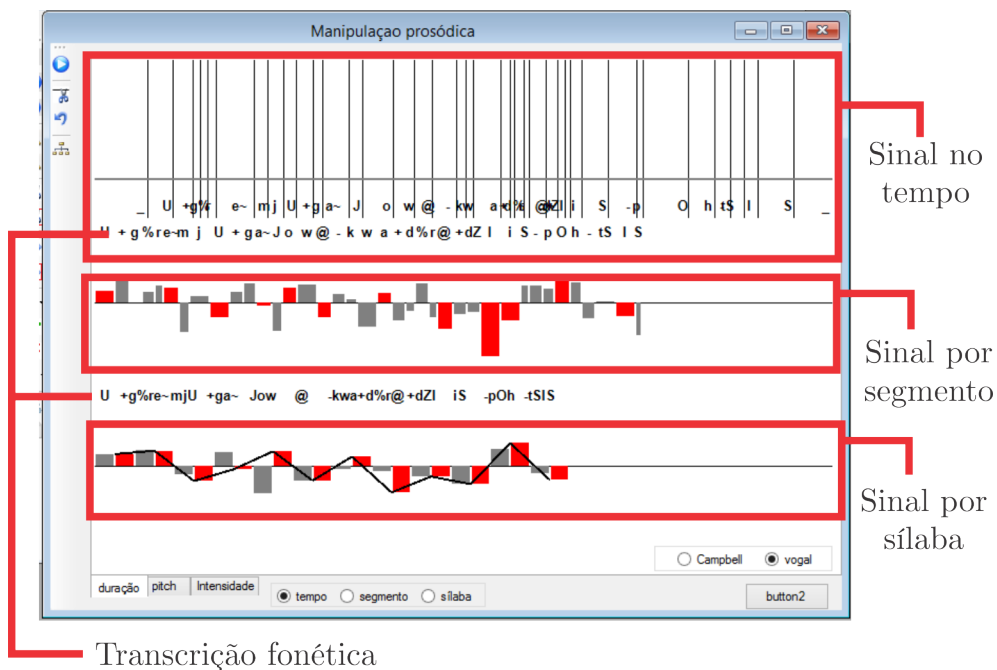 Manipulaçao prosódica
Sinal no
tempo
_ U +g%r e~ mj U +g a~ J o w @ - kw a +d%r @ +dZI i S -p O h tS I S _
U + g %re~m j U + ga~Jo w@ - k w a + d%r@ +dZ I i S - pOh - tS I S
Sinal por
segmento
U +g%re~mjU +ga~ Jow @ -kwa+d%r@+dZI iS -pOh -tSIS
Sinal por
sílaba
Campbell vogal
duração pitch Intensidade tempo segmento sílaba button2
Transcrição fonética